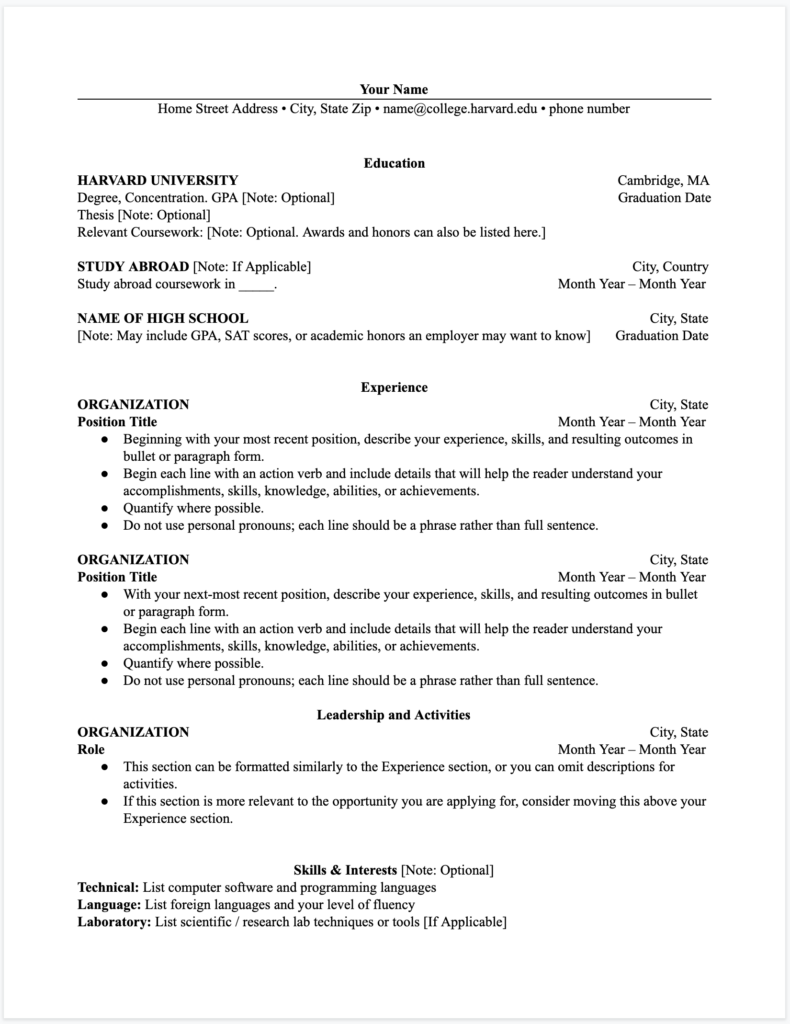 Your Name
Home Street Address • City, State Zip • name@college.harvard.edu • phone number
Education
HARVARD UNIVERSITY Cambridge, MA
Degree, Concentration. GPA [Note: Optional] Graduation Date
Thesis [Note: Optional]
Relevant Coursework: [Note: Optional. Awards and honors can also be listed here.]
STUDY ABROAD [Note: If Applicable] City, Country
Study abroad coursework in _____. Month Year – Month Year
NAME OF HIGH SCHOOL City, State
[Note: May include GPA, SAT scores, or academic honors an employer may want to know] Graduation Date
Experience
ORGANIZATION City, State
Position Title Month Year – Month Year
● Beginning with your most recent position, describe your experience, skills, and resulting outcomes in
bullet or paragraph form.
● Begin each line with an action verb and include details that will help the reader understand your
accomplishments, skills, knowledge, abilities, or achievements.
● Quantify where possible.
● Do not use personal pronouns; each line should be a phrase rather than full sentence.
ORGANIZATION City, State
Position Title Month Year – Month Year
● With your next-most recent position, describe your experience, skills, and resulting outcomes in bullet
or paragraph form.
● Begin each line with an action verb and include details that will help the reader understand your
accomplishments, skills, knowledge, abilities, or achievements.
● Quantify where possible.
● Do not use personal pronouns; each line should be a phrase rather than full sentence.
Leadership and Activities
ORGANIZATION City, State
Role Month Year – Month Year
● This section can be formatted similarly to the Experience section, or you can omit descriptions for
activities.
● If this section is more relevant to the opportunity you are applying for, consider moving this above your
Experience section.
Skills & Interests [Note: Optional]
Technical: List computer software and programming languages
Language: List foreign languages and your level of fluency
Laboratory: List scientific / research lab techniques or tools [If Applicable]